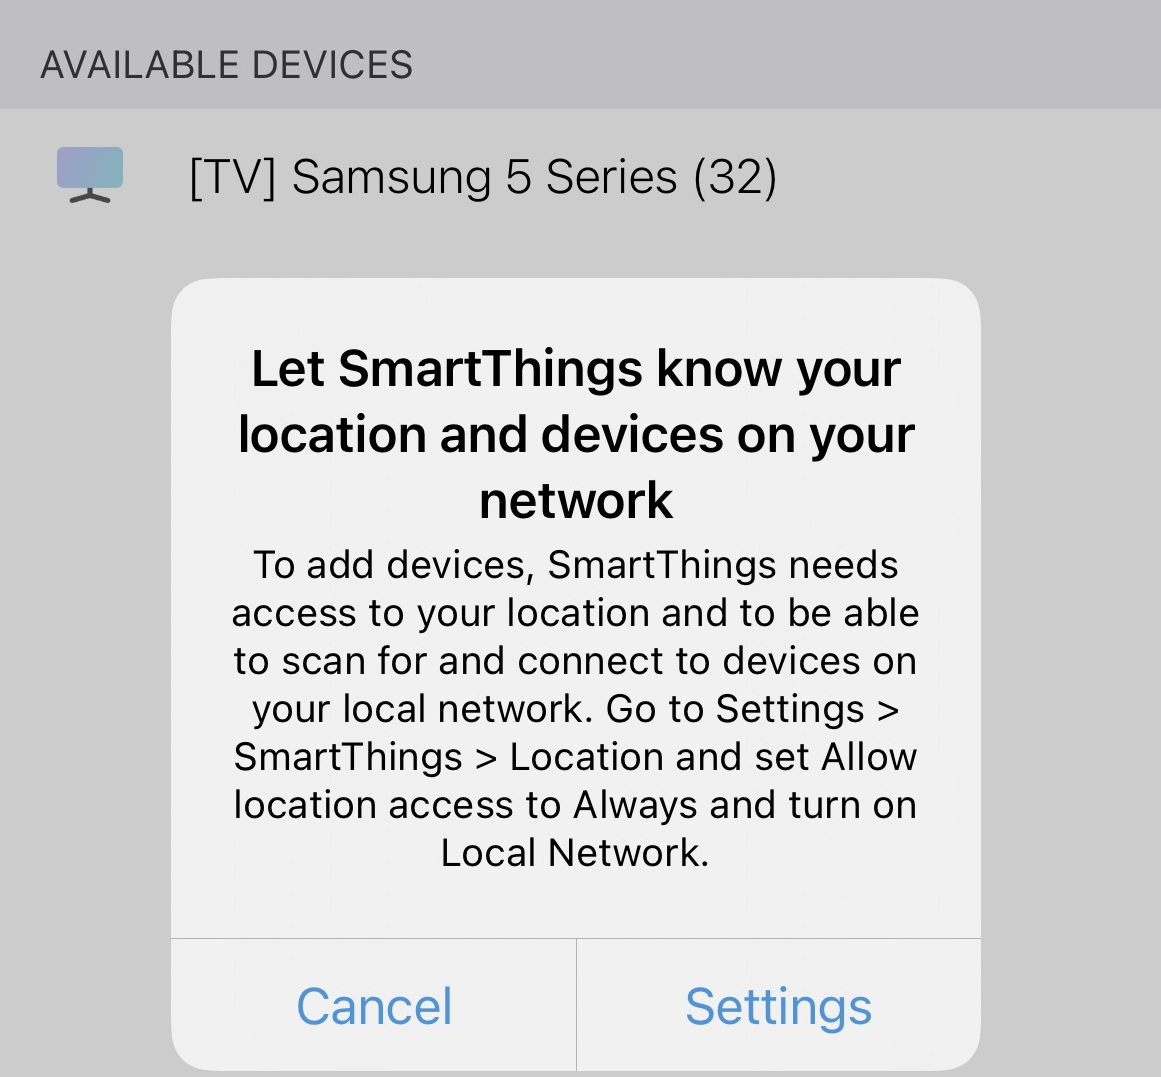 AVAILABLE DEVICES
[TV] Samsung 5 Series (32)
Let SmartThings know your
location and devices on your
network
To add devices, SmartThings needs
access to your location and to be able
to scan for and connect to devices on
your local network. Go to Settings >
SmartThings > Location and set Allow
location access to Always and turn on
Local Network.
Cancel
Settings